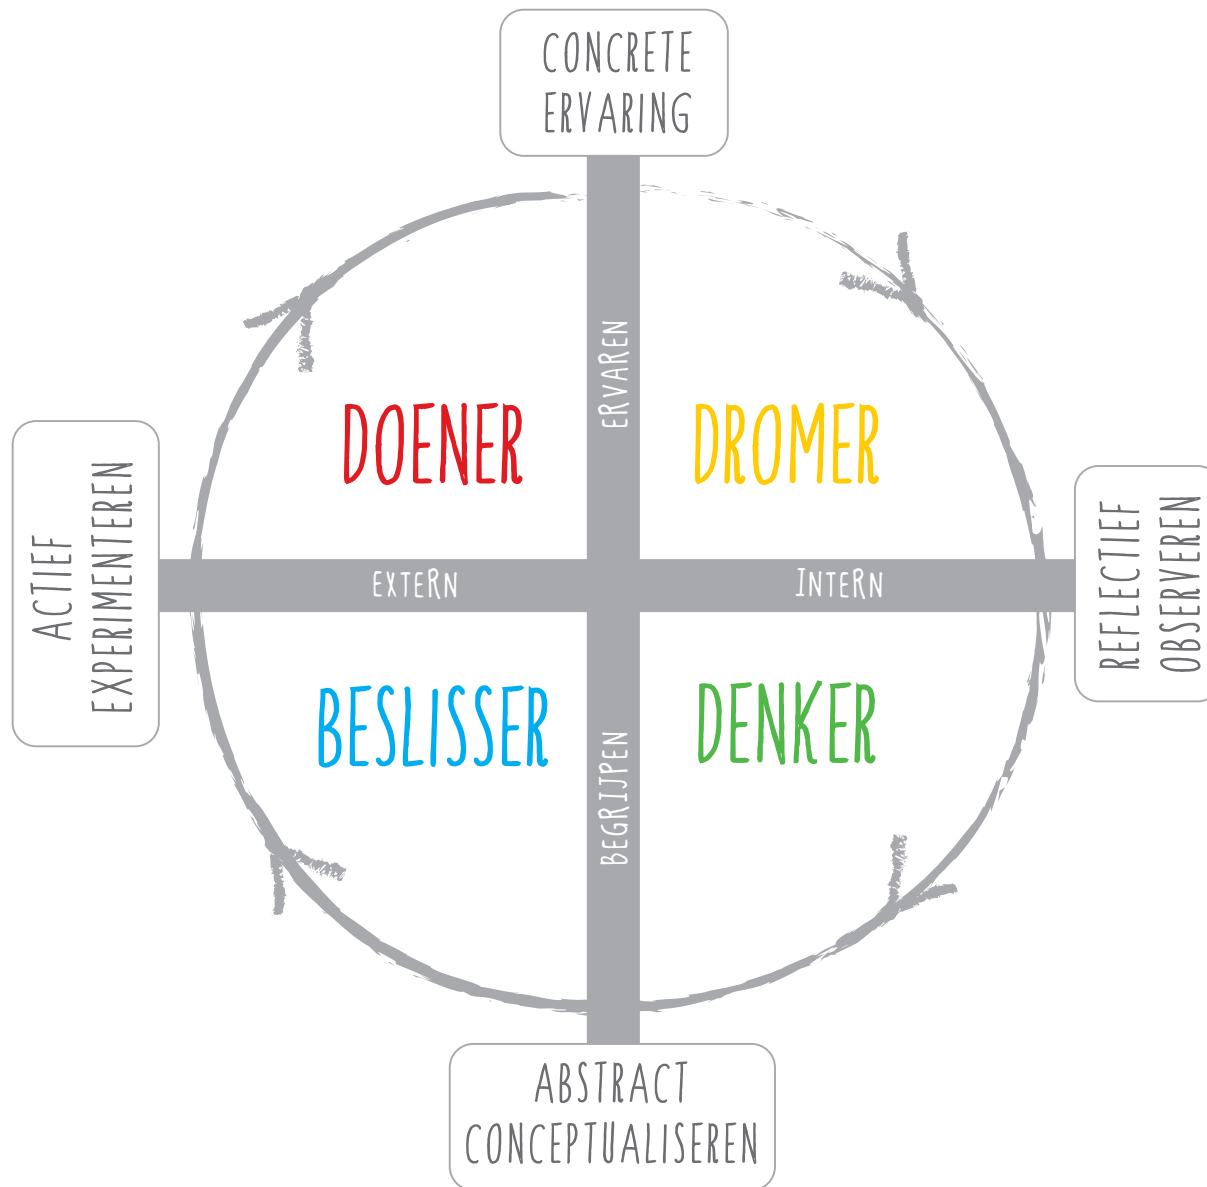 CONCRETE
ERVARING
ERVAREN
DOENER
DROMER
ACTIEF
EXPERIMENTEREN
EXTERN
INTERN
REFLECTIEF
OBSERVEREN
BESLISSER
DENKER
BEGRIJPEN
ABSTRACT
CONCEPTUALISEREN